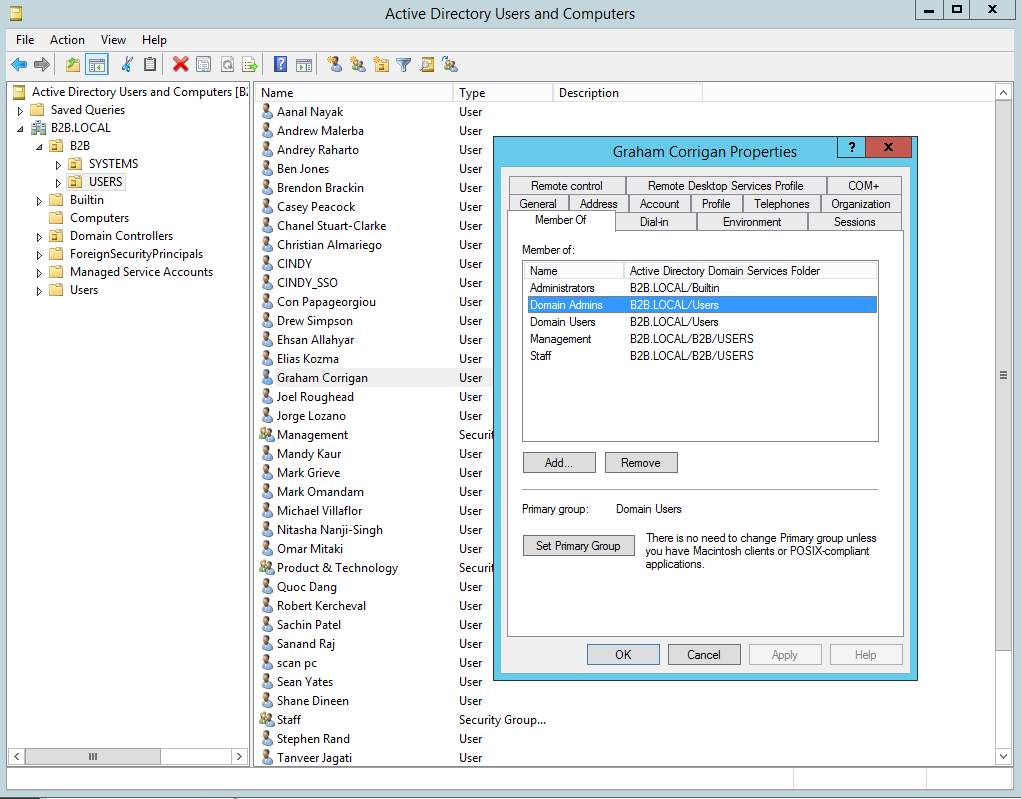 Active Directory Users and Computers
File Action View Help
Active Directory Users and Computers [B2
Saved Queries
B2B.LOCAL
B2B
SYSTEMS
USERS
Builtin
Computers
Domain Controllers
ForeignSecurityPrincipals
Managed Service Accounts
Users
Name Type Description
Aanal Nayak User
Andrew Malerba User
Andrey Raharto User
Ben Jones User
Brendon Brackin User
Casey Peacock User
Chanel Stuart-Clarke User
Christian Almariego User
CINDY User
CINDY_SSO User
Con Papageorgiou User
Drew Simpson User
Ehsan Allahyar User
Elias Kozma User
Graham Corrigan User
Joel Roughead User
Jorge Lozano User
Management Securit
Mandy Kaur User
Mark Grieve User
Mark Omandam User
Michael Villaflor User
Nitasha Nanji-Singh User
Omar Mitaki User
Product & Technology Securit
Quoc Dang User
Robert Kercheval User
Sachin Patel User
Sanand Raj User
scan pc User
Sean Yates User
Shane Dineen User
Staff Security Group...
Stephen Rand User
Tanveer Jagati User
Graham Corrigan Properties
Remote control Remote Desktop Services Profile COM+
General Address Account Profile Telephones Organization
Member Of Dial-in Environment Sessions
Member of:
Name Active Directory Domain Services Folder
Administrators B2B.LOCAL/Builtin
Domain Admins B2B.LOCAL/Users
Domain Users B2B.LOCAL/Users
Management B2B.LOCAL/B2B/USERS
Staff B2B.LOCAL/B2B/USERS
Add... Remove
Primary group: Domain Users
Set Primary Group
There is no need to change Primary group unless
you have Macintosh clients or POSIX-compliant
applications.
OK Cancel Apply Help